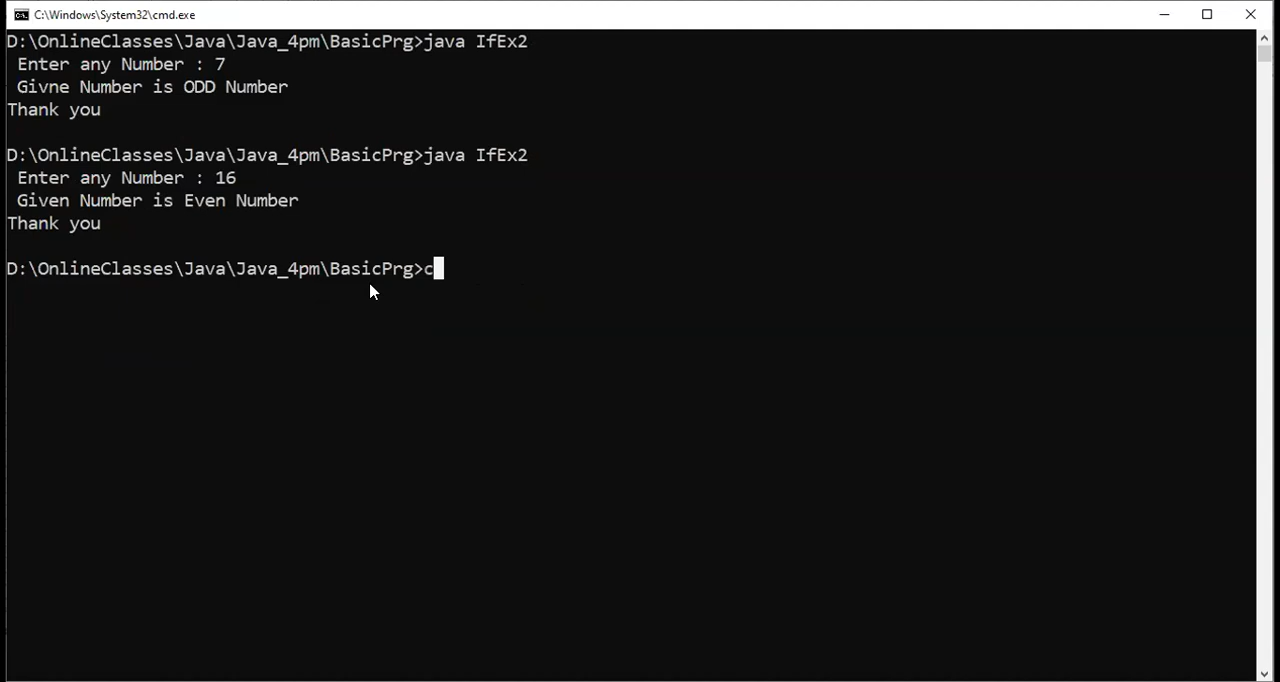 C:\Windows\System32\cmd.exe
D:\OnlineClasses\Java\Java_4pm\BasicPrg>java IfEx2
Enter any Number : 7
Givne Number is ODD Number
Thank you
D:\OnlineClasses\Java\Java_4pm\BasicPrg>java IfEx2
Enter any Number : 16
Given Number is Even Number
Thank you
D:\OnlineClasses\Java\Java_4pm\BasicPrg>c